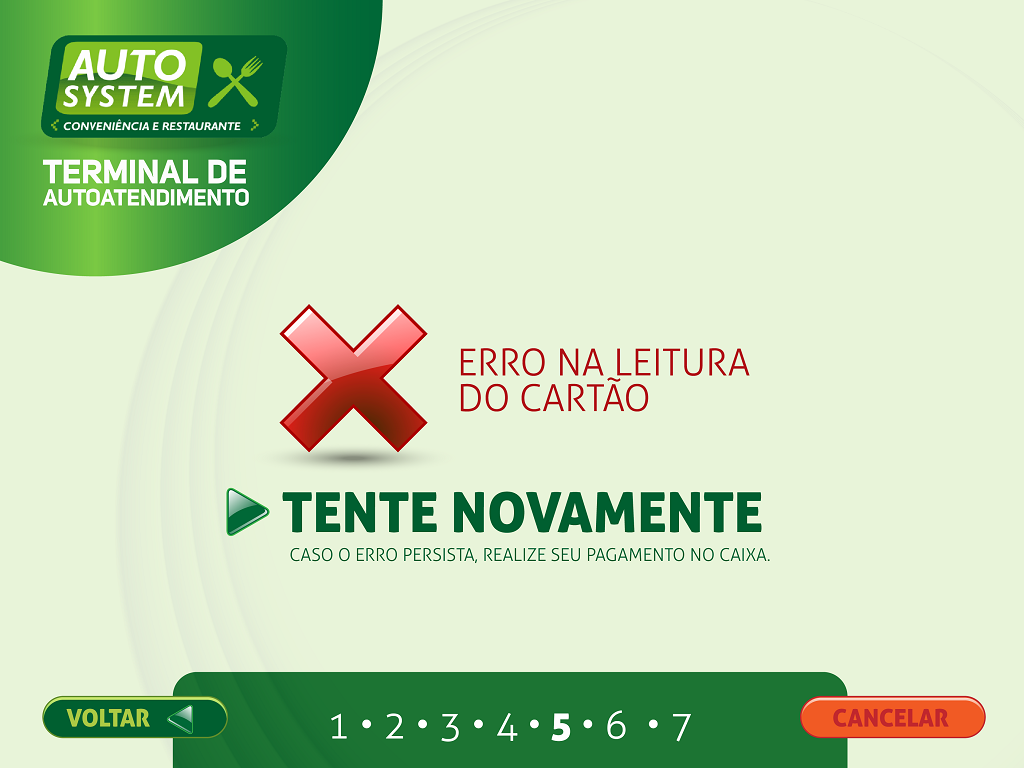 AUTO
SYSTEM
CONVENIÊNCIA E RESTAURANTE
TERMINAL DE
AUTOATENDIMENTO
ERRO NA LEITURA
DO CARTÃO
TENTE NOVAMENTE
CASO O ERRO PERSISTA, REALIZE SEU PAGAMENTO NO CAIXA.
VOLTAR
1 • 2 • 3 • 4 • 5 • 6 • 7
CANCELAR